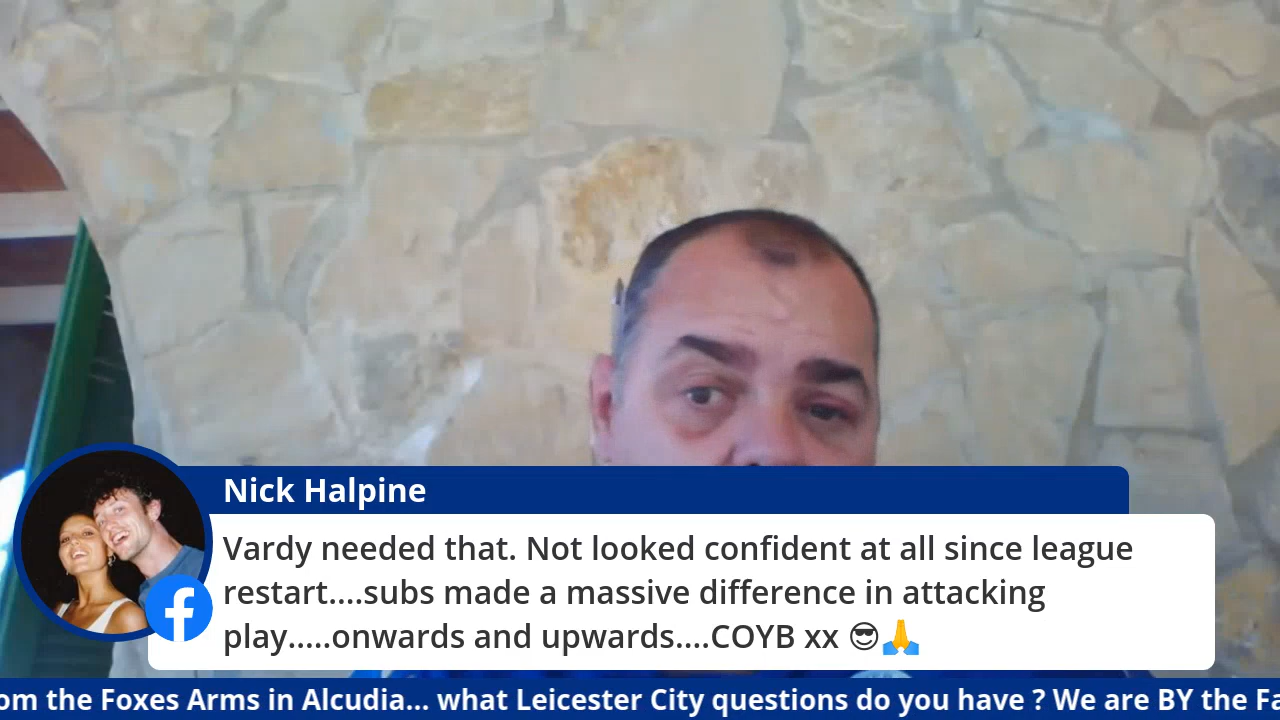 Nick Halpine
Vardy needed that. Not looked confident at all since league
restart....subs made a massive difference in attacking
play.....onwards and upwards....COYB xx 😎🙏
om the Foxes Arms in Alcudia... what Leicester City questions do you have ? We are BY the Fa